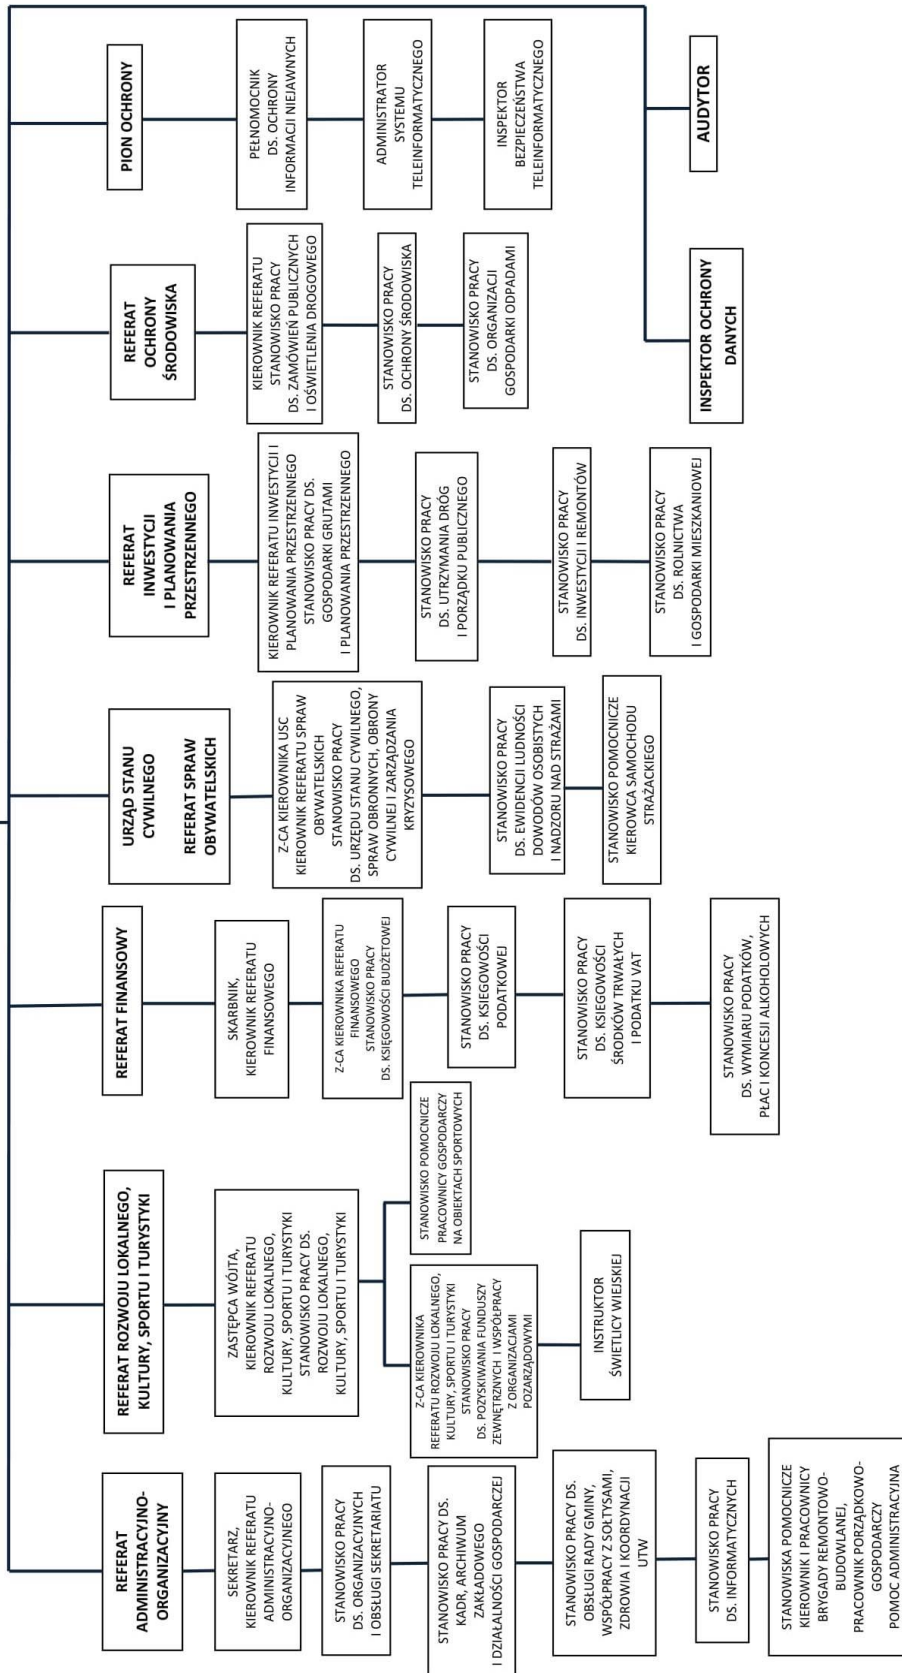 REFERAT
ADMINISTRACYJNO-
ORGANIZACYJNY
SEKRETARZ,
KIEROWNIK REFERATU
ADMINISTRACYJNO-
ORGANIZACYJNEGO
STANOWISKO PRACY
DS. ORGANIZACYJNYCH
I OBSŁUGI SEKRETARIATU
STANOWISKO PRACY DS.
KADR, ARCHIWUM
ZAKŁADOWEGO
I DZIAŁALNOŚCI GOSPODARCZEJ
STANOWISKO PRACY DS.
OBSŁUGI RADY GMINY,
WSPÓŁPRACY Z SOŁTYSAMI,
ZDROWIA I KOORDYNACJI
UTW
STANOWISKO PRACY
DS. INFORMATYCZNYCH
STANOWISKA POMOCNICZE
KIEROWNIK I PRACOWNICY
BRYGADY REMONTOWO-
BUDOWLANEJ,
PRACOWNIK PORZĄDKOWO-
GOSPODARCZY
POMOC ADMINISTRACYJNA
REFERAT ROZWOJU LOKALNEGO,
KULTURY, SPORTU I TURYSTYKI
ZASTĘPCA WÓJTA,
KIEROWNIK REFERATU
ROZWOJU LOKALNEGO,
KULTURY, SPORTU I TURYSTYKI
STANOWISKO PRACY DS.
ROZWOJU LOKALNEGO,
KULTURY, SPORTU I TURYSTYKI
Z-CA KIEROWNIKA
REFERATU ROZWOJU LOKALNEGO,
KULTURY, SPORTU I TURYSTYKI
STANOWISKO PRACY
DS. POZYSKIWANIA FUNDUSZY
ZEWNĘTRZNYCH I WSPÓŁPRACY
Z ORGANIZACJAMI
POZARZĄDOWYMI
STANOWISKO POMOCNICZE
PRACOWNICY GOSPODARCZY
NA OBIEKTACH SPORTOWYCH
INSTRUKTOR
ŚWIETLICY WIEJSKIEJ
REFERAT FINANSOWY
SKARBNIK,
KIEROWNIK REFERATU
FINANSOWEGO
Z-CA KIEROWNIKA REFERATU
FINANSOWEGO
STANOWISKO PRACY
DS. KSIĘGOWOŚCI BUDŻETOWEJ
STANOWISKO PRACY
DS. KSIEGOWOŚCI
PODATKOWEJ
STANOWISKO PRACY
DS. KSIEGOWOŚCI
ŚRODKÓW TRWAŁYCH
I PODATKU VAT
STANOWISKO PRACY
DS. WYMIARU PODATKÓW,
PŁAC I KONCESJI ALKOHOLOWYCH
URZĄD STANU
CYWILNEGO
REFERAT SPRAW
OBYWATELSKICH
Z-CA KIEROWNIKA USC
KIEROWNIK REFERATU SPRAW
OBYWATELSKICH
STANOWISKO PRACY
DS. URZĘDU STANU CYWILNEGO,
SPRAW OBRONNYCH, OBRONY
CYWILNEJ I ZARZĄDZANIA
KRYZYSOWEGO
STANOWISKO PRACY
DS. EWIDENCJI LUDNOŚCI
DOWODÓW OSOBISTYCH
I NADZORU NAD STRAŻAMI
STANOWISKO POMOCNICZE
KIEROWCA SAMOCHODU
STRAŻACKIEGO
REFERAT
INWESTYCJI
I PLANOWANIA
PRZESTRZENNEGO
KIEROWNIK REFERATU INWESTYCJI I
PLANOWANIA PRZESTRZENNEGO
STANOWISKO PRACY DS.
GOSPODARKI GRUTAMI
I PLANOWANIA PRZESTRZENNEGO
STANOWISKO PRACY
DS. UTRZYMANIA DRÓG
I PORZĄDKU PUBLICZNEGO
STANOWISKO PRACY
DS. INWESTYCJI I REMONTÓW
STANOWISKO PRACY
DS. ROLNICTWA
I GOSPODARKI MIESZKANIOWEJ
REFERAT
OCHRONY
ŚRODOWISKA
KIEROWNIK REFERATU
STANOWISKO PRACY
DS. ZAMÓWIEŃ PUBLICZNYCH
I OŚWIETLENIA DROGOWEGO
STANOWISKO PRACY
DS. OCHRONY ŚRODOWISKA
STANOWISKO PRACY
DS. ORGANIZACJI
GOSPODARKI ODPADAMI
PION OCHRONY
PEŁNOMOCNIK
DS. OCHRONY
INFORMACJI NIEJAWNYCH
ADMINISTRATOR
SYSTEMU
TELEINFORMATYCZNEGO
INSPEKTOR
BEZPIECZEŃSTWA
TELEINFORMATYCZNEGO
INSPEKTOR OCHRONY
DANYCH
AUDYTOR